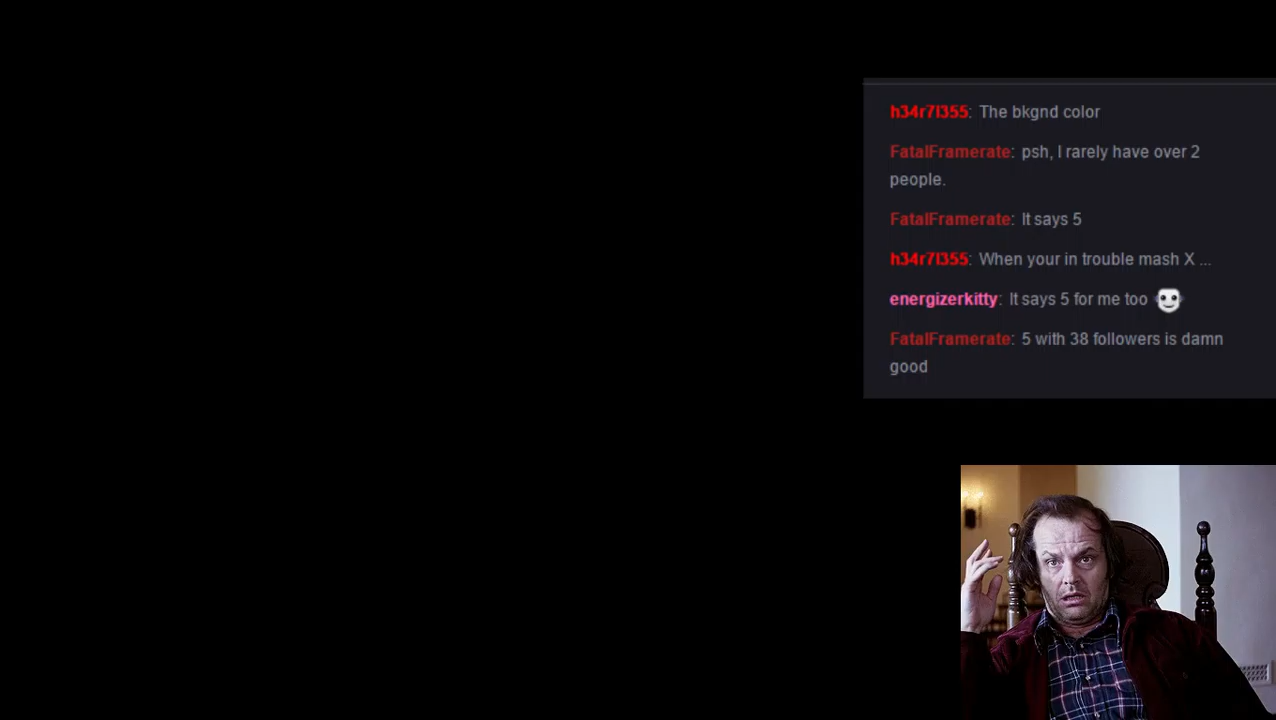 h34r7l355: The bkgnd color
FatalFramerate: psh, I rarely have over 2
people.
FatalFramerate: It says 5
h34r7l355: When your in trouble mash X ...
energizerkitty: It says 5 for me too
FatalFramerate: 5 with 38 followers is damn
good